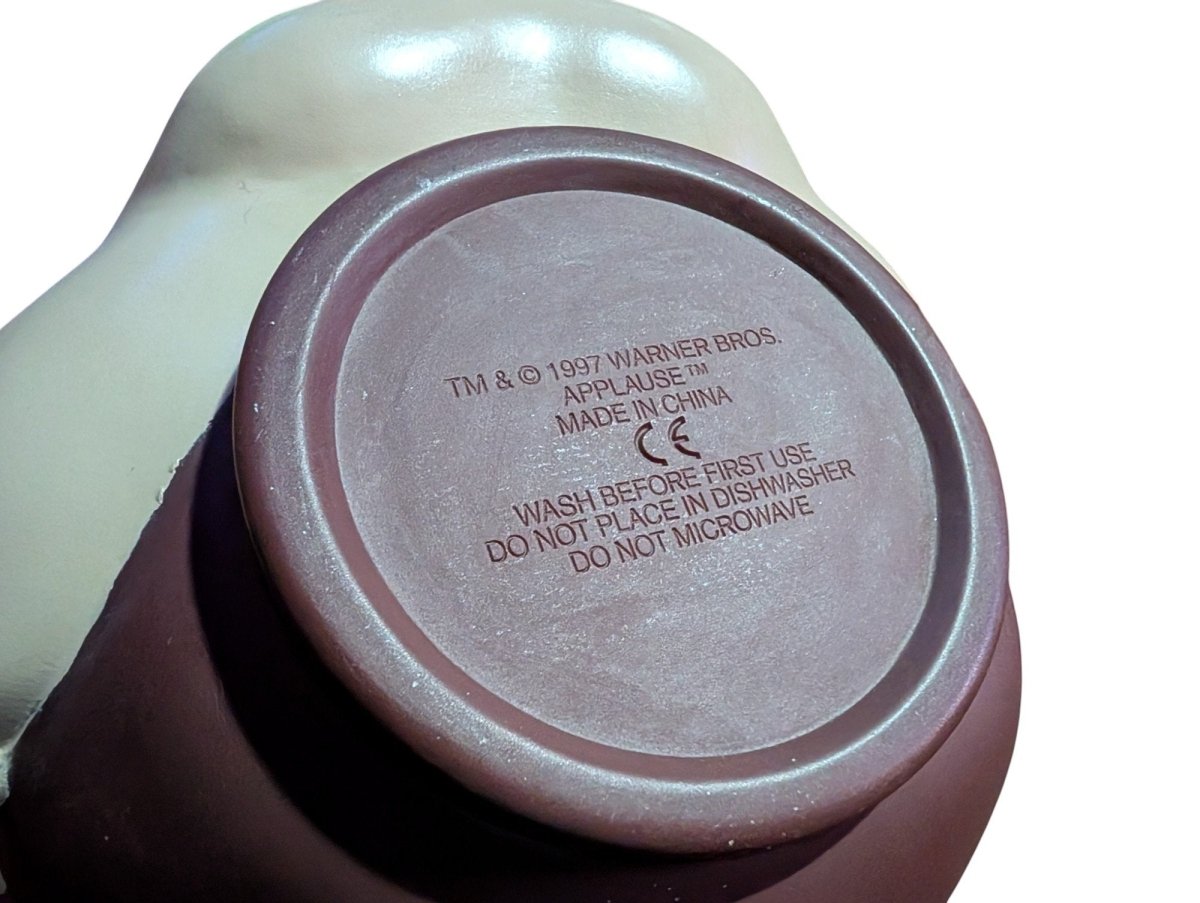 TM & © 1997 WARNER BROS.
APPLAUSE™
MADE IN CHINA
CE
WASH BEFORE FIRST USE
DO NOT PLACE IN DISHWASHER
DO NOT MICROWAVE